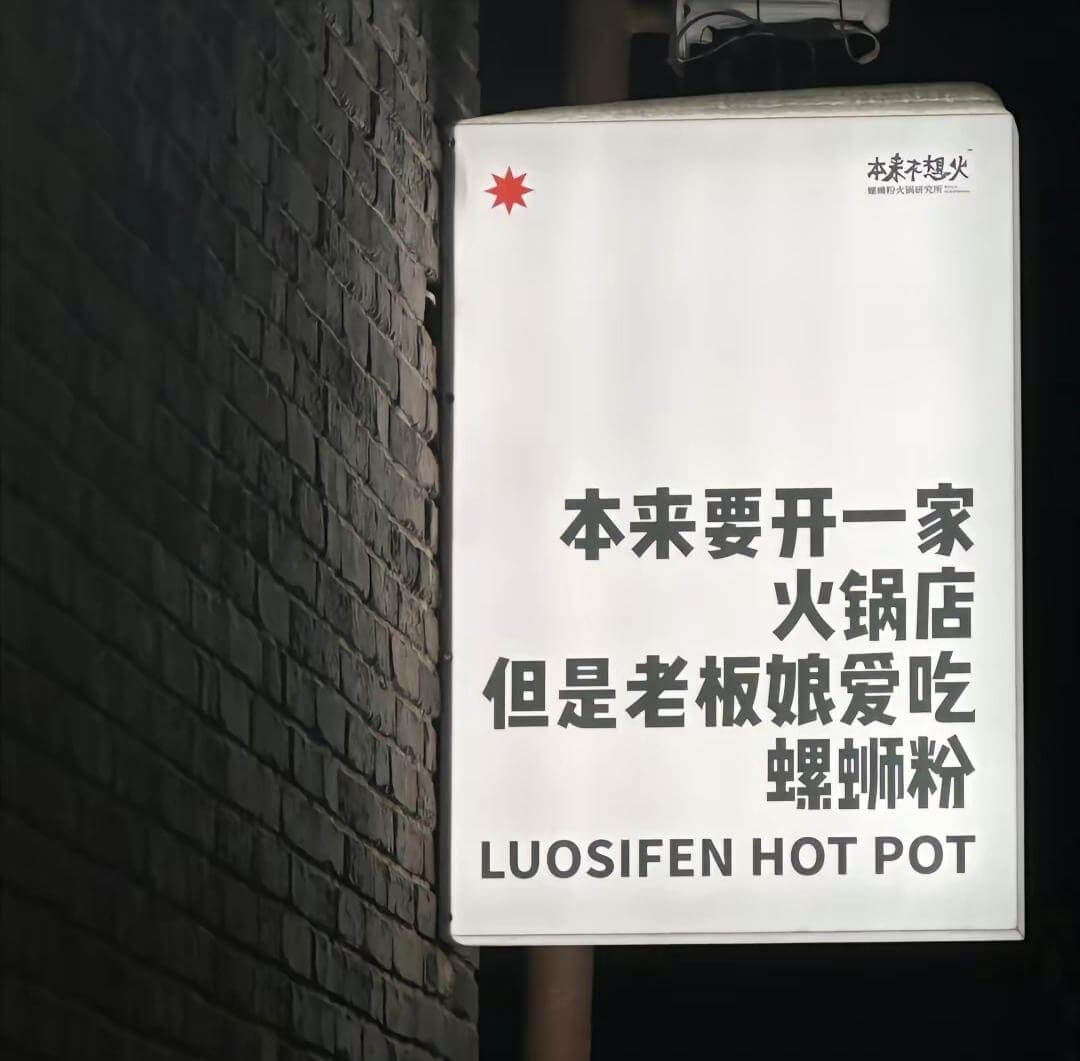 本来不想火
螺蛳粉火锅研究所
本来要开一家
火锅店
但是老板娘爱吃
螺蛳粉
LUOSIFEN HOT POT